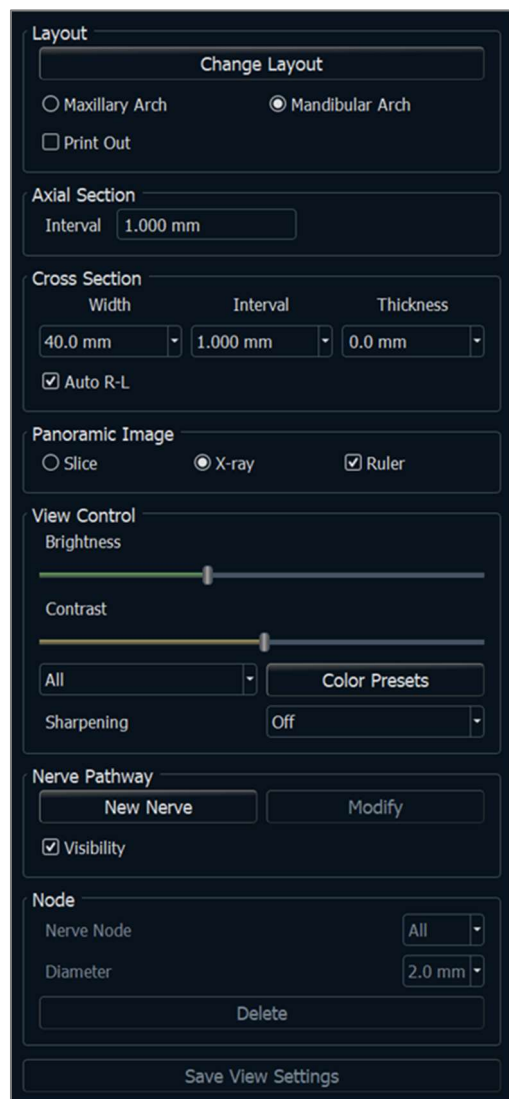 Layout
Change Layout
Maxillary Arch Mandibular Arch
Print Out
Axial Section
Interval 1.000 mm
Cross Section
Width Interval Thickness
40.0 mm 1.000 mm 0.0 mm
Auto R-L
Panoramic Image
Slice X-ray Ruler
View Control
Brightness
Contrast
All Color Presets
Sharpening Off
Nerve Pathway
New Nerve Modify
Visibility
Node
Nerve Node All
Diameter 2.0 mm
Delete
Save View Settings